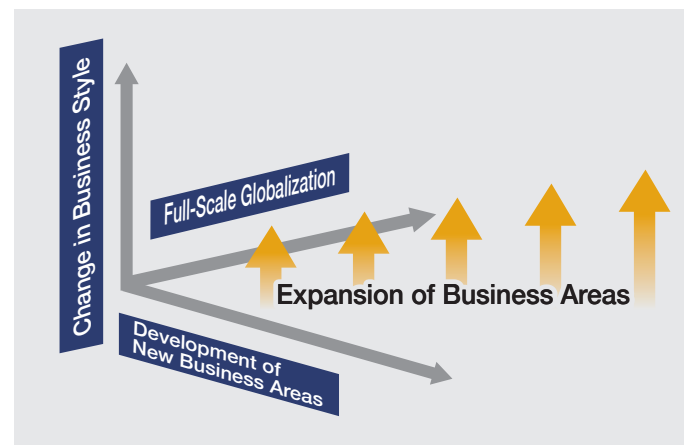 Change in Business Style
Full-Scale Globalization
Expansion of Business Areas
Development of
New Business Areas